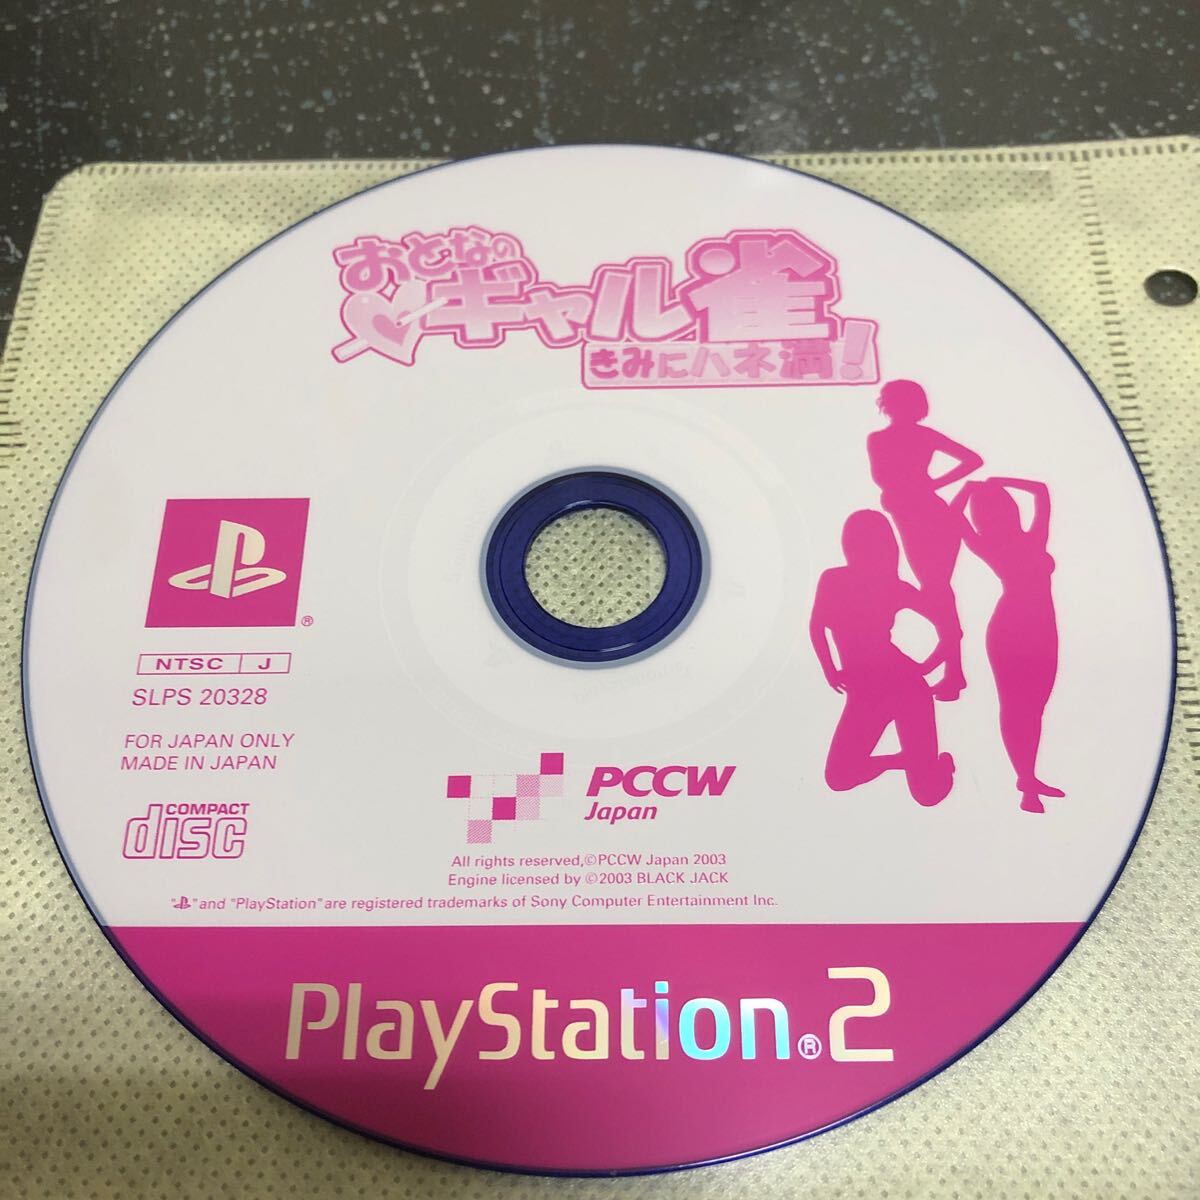 おとなの
ギャル雀
きみにハネ満!
®
NTSC J
SLPS 20328
FOR JAPAN ONLY
MADE IN JAPAN
COMPACT
disc
PCCW
Japan
All rights reserved,©PCCW Japan 2003
Engine licensed by ©2003 BLACK JACK
" " and "PlayStation" are registered trademarks of Sony Computer Entertainment Inc.
PlayStation®2